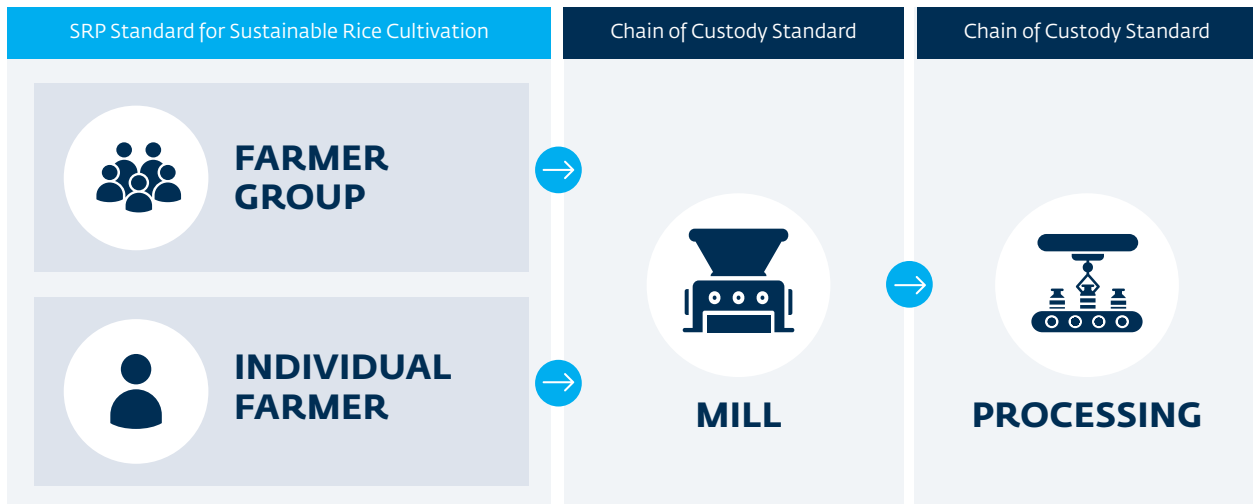 SRP Standard for Sustainable Rice Cultivation
Chain of Custody Standard
Chain of Custody Standard
FARMER
GROUP
INDIVIDUAL
FARMER
MILL
PROCESSING